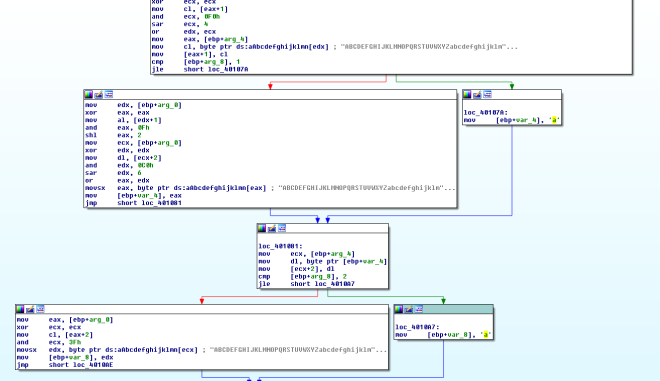 xor ecx, ecx
mov cl, [eax+1]
and ecx, 0F0h
sar ecx, 4
or edx, ecx
mov eax, [ebp+arg_4]
mov cl, byte ptr ds:aAbcdefghijklmn[edx] ; "ABCDEFGHIJKLMNOPQRSTUVWXYZabcdefghijklm"...
mov [eax+1], cl
cmp [ebp+arg_8], 1
jle short loc_40107A
mov edx, [ebp+arg_0]
xor eax, eax
mov al, [edx+1]
and eax, 0Fh
shl eax, 2
mov ecx, [ebp+arg_0]
xor edx, edx
mov dl, [ecx+2]
and edx, 0C0h
sar edx, 6
or eax, edx
movsx eax, byte ptr ds:aAbcdefghijklmn[eax] ; "ABCDEFGHIJKLMNOPQRSTUVWXYZabcdefghijklm"...
mov [ebp+var_4], eax
jmp short loc_401081
loc_40107A:
mov [ebp+var_4], 'a'
loc_401081:
mov ecx, [ebp+arg_4]
mov dl, byte ptr [ebp+var_4]
mov [ecx+2], dl
cmp [ebp+arg_8], 2
jle short loc_4010A7
mov eax, [ebp+arg_0]
xor ecx, ecx
mov cl, [eax+2]
and ecx, 3Fh
movsx edx, byte ptr ds:aAbcdefghijklmn[ecx] ; "ABCDEFGHIJKLMNOPQRSTUVWXYZabcdefghijklm"...
mov [ebp+var_8], edx
jmp short loc_4010AE
loc_4010A7:
mov [ebp+var_8], 'a'